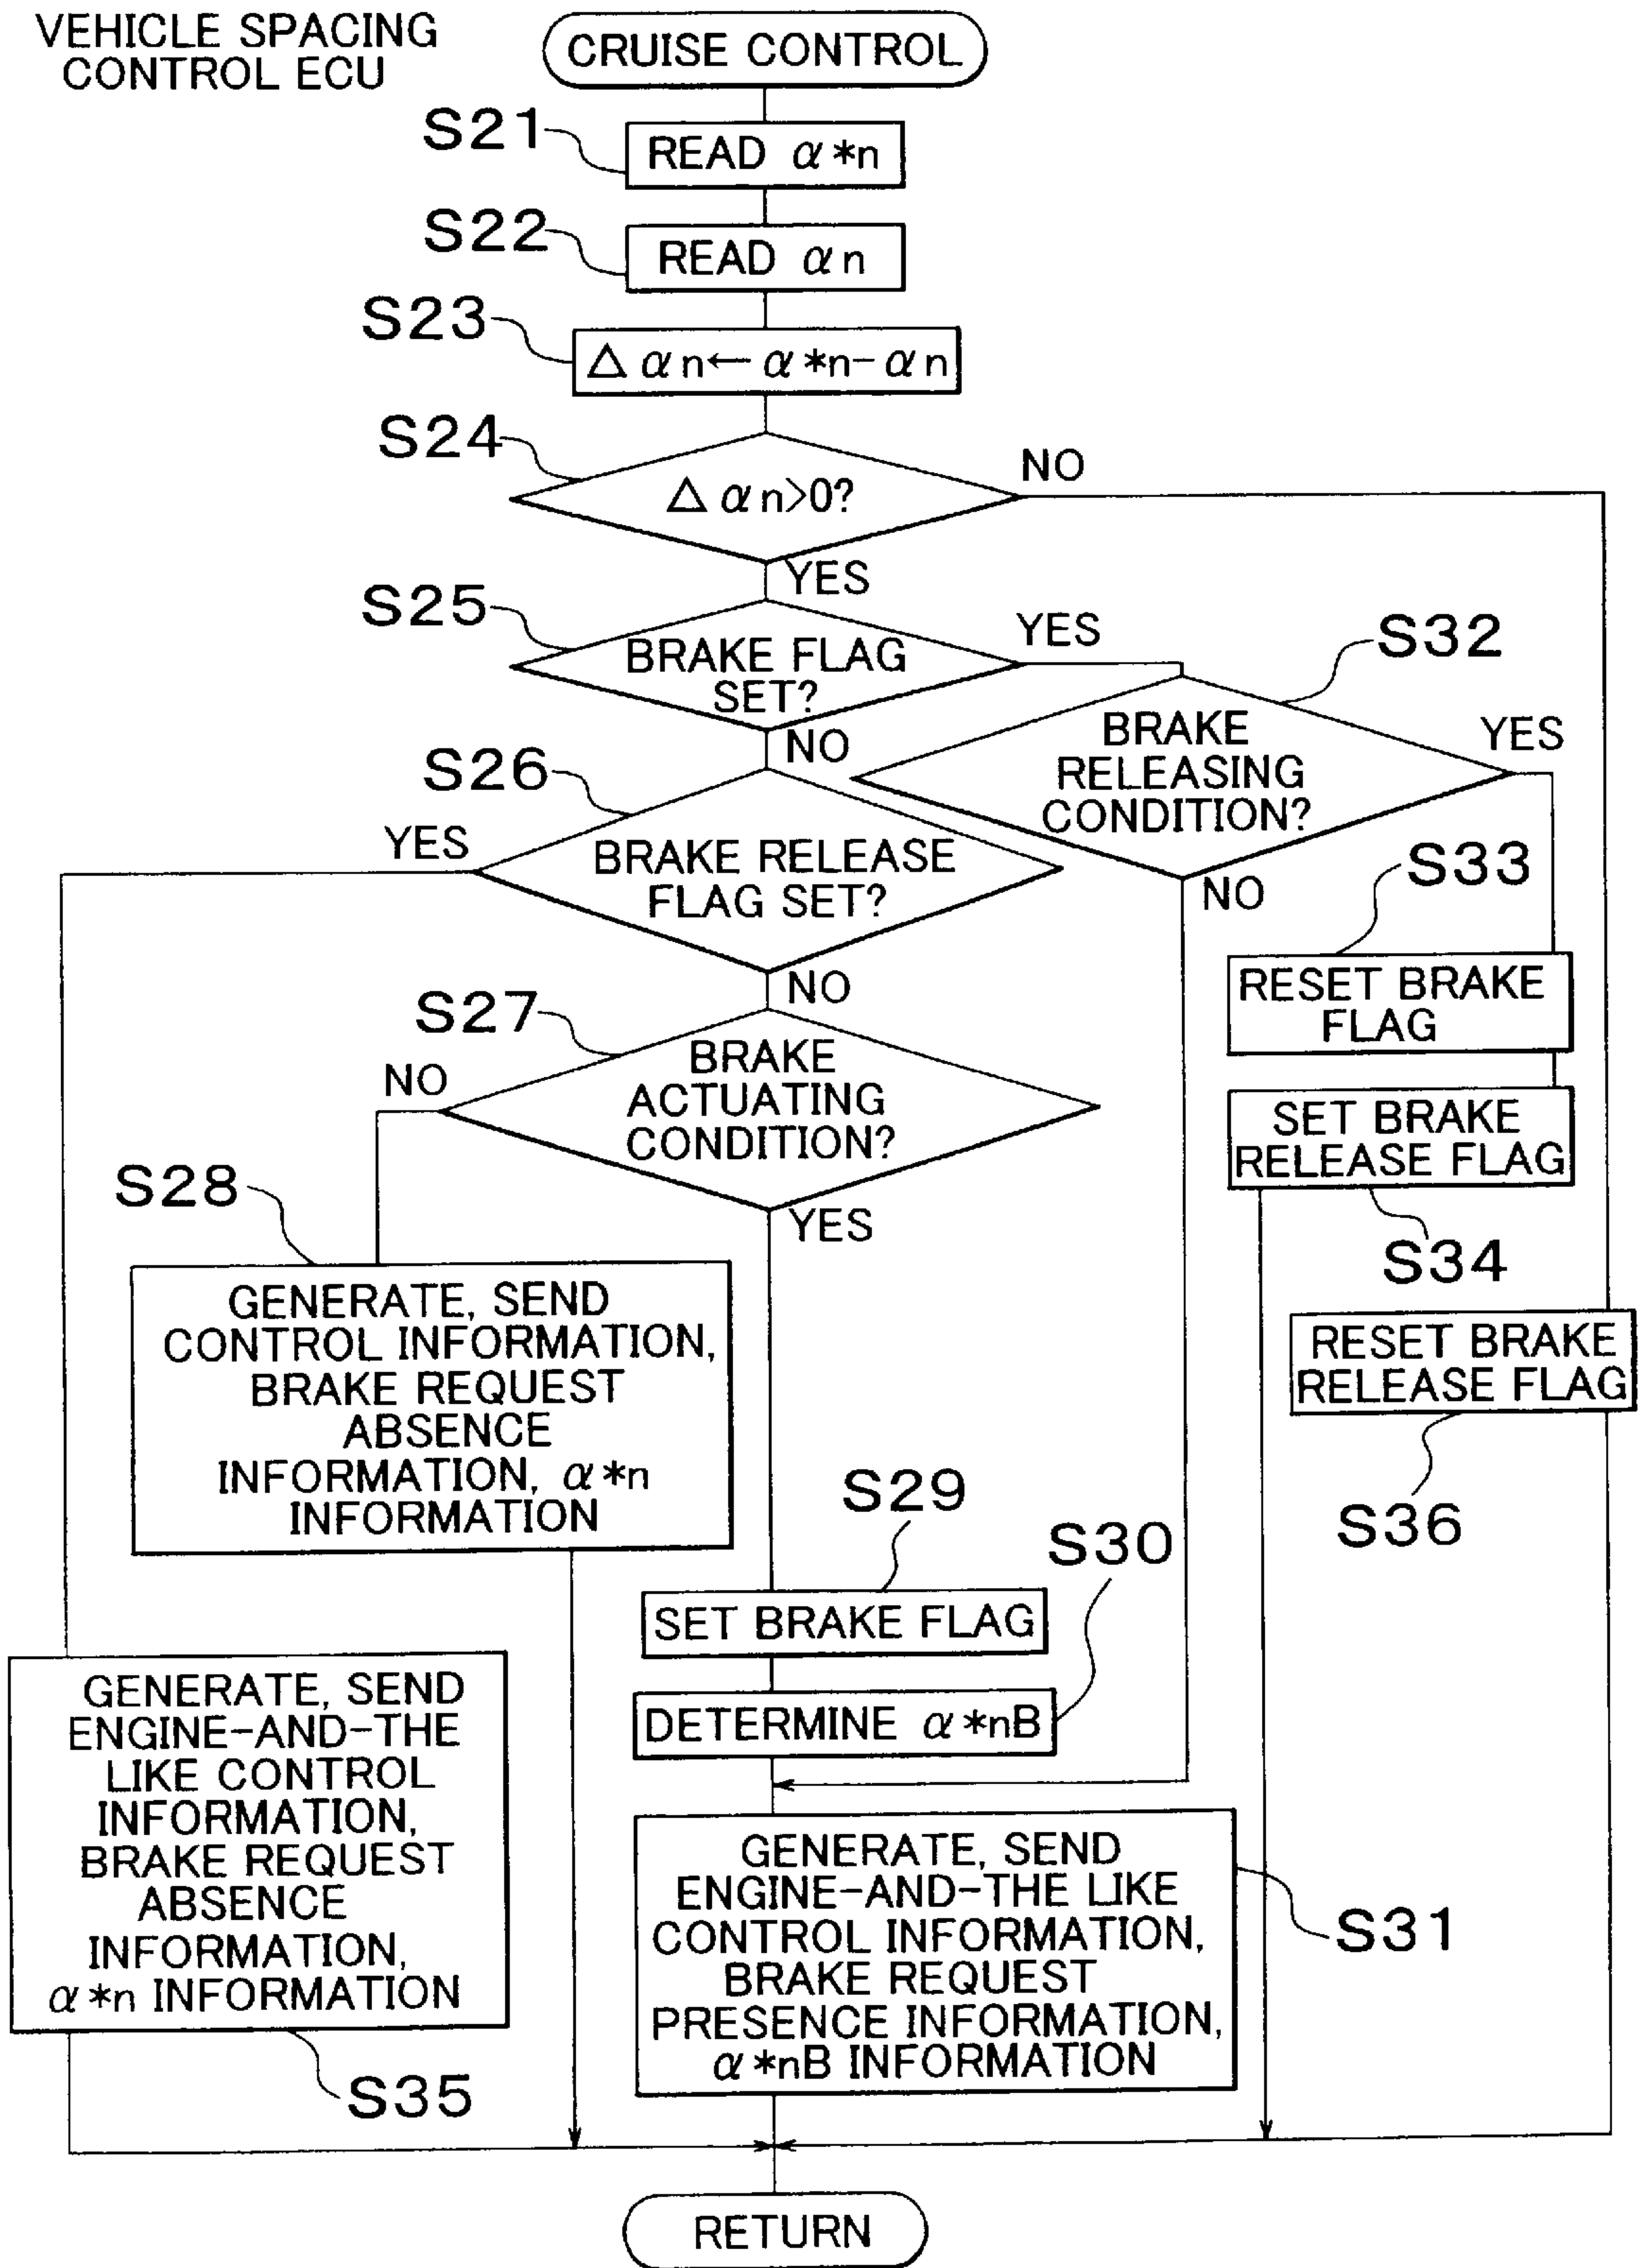 VEHICLE SPACING
CONTROL ECU
CRUISE CONTROL
S21
READ α*n
S22
READ αn
S23
△αn←α*n-αn
S24
△αn>0?
NO
YES
S25
BRAKE FLAG
SET?
YES
NO
S32
BRAKE
RELEASING
CONDITION?
YES
NO
S26
BRAKE RELEASE
FLAG SET?
YES
NO
S33
RESET BRAKE
FLAG
S27
BRAKE
ACTUATING
CONDITION?
NO
YES
SET BRAKE
RELEASE FLAG
S34
S28
GENERATE, SEND
CONTROL INFORMATION,
BRAKE REQUEST
ABSENCE
INFORMATION, α*n
INFORMATION
RESET BRAKE
RELEASE FLAG
S36
S29
SET BRAKE FLAG
S30
DETERMINE α*nB
GENERATE, SEND
ENGINE-AND-THE
LIKE CONTROL
INFORMATION,
BRAKE REQUEST
ABSENCE
INFORMATION,
α*n INFORMATION
S35
GENERATE, SEND
ENGINE-AND-THE LIKE
CONTROL INFORMATION,
BRAKE REQUEST
PRESENCE INFORMATION,
α*nB INFORMATION
S31
RETURN